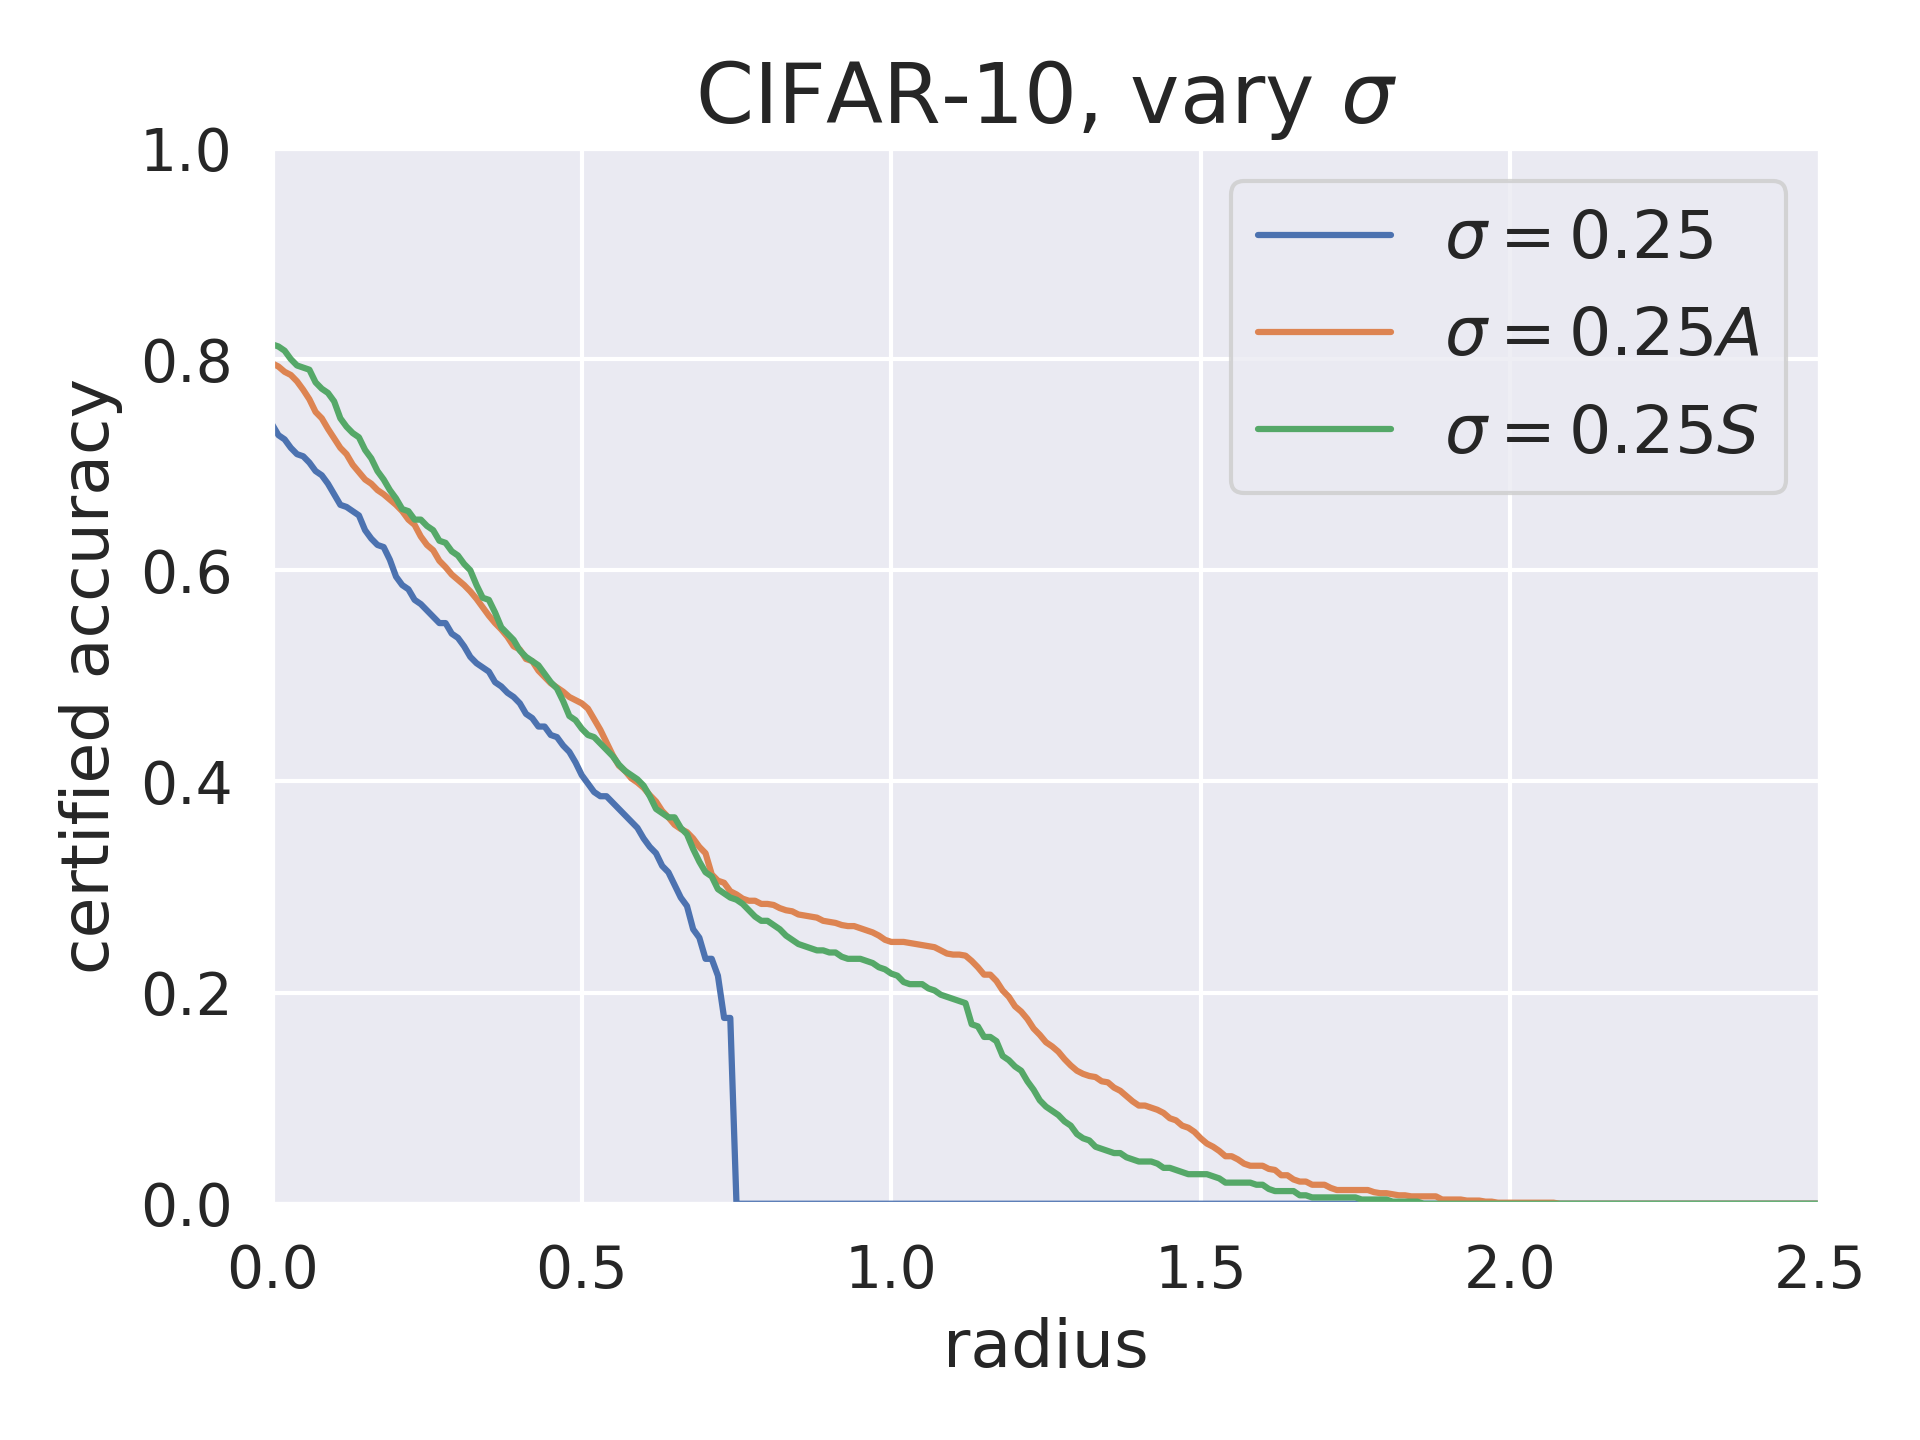 CIFAR-10, vary σ
1.0
0.8
0.6
0.4
0.2
0.0
certified accuracy
σ = 0.25
σ = 0.25A
σ = 0.25S
0.0 0.5 1.0 1.5 2.0 2.5
radius